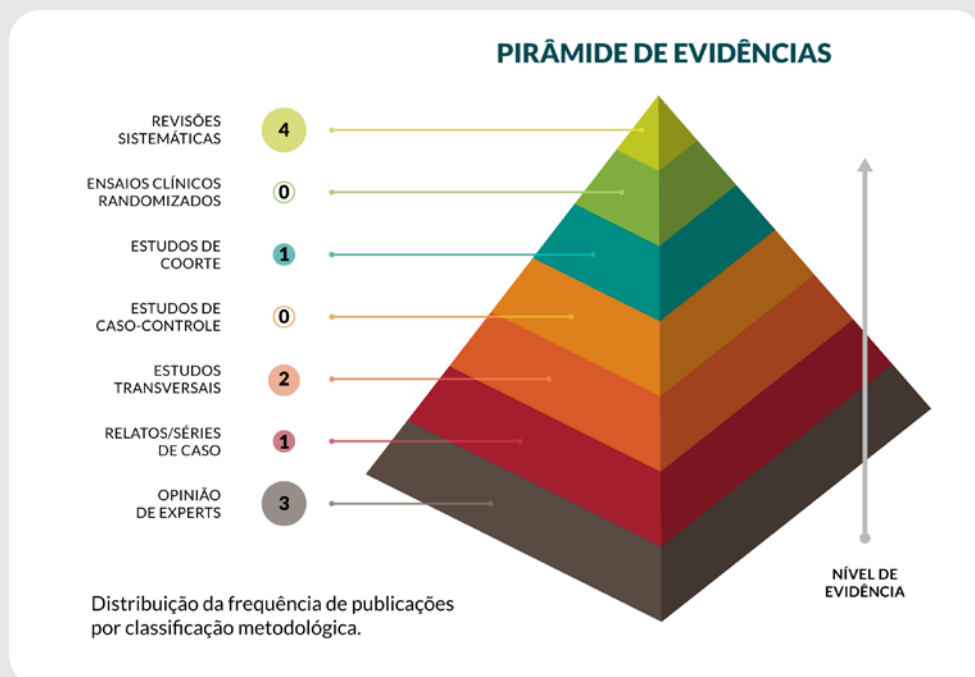 PIRÂMIDE DE EVIDÊNCIAS
REVISÕES
SISTEMÁTICAS
4
ENSAIOS CLÍNICOS
RANDOMIZADOS
0
ESTUDOS DE
COORTE
1
ESTUDOS DE
CASO-CONTROLE
0
ESTUDOS
TRANSVERSAIS
2
RELATOS/SÉRIES
DE CASO
1
OPINIÃO
DE EXPERTS
3
NÍVEL DE
EVIDÊNCIA
Distribuição da frequência de publicações
por classificação metodológica.